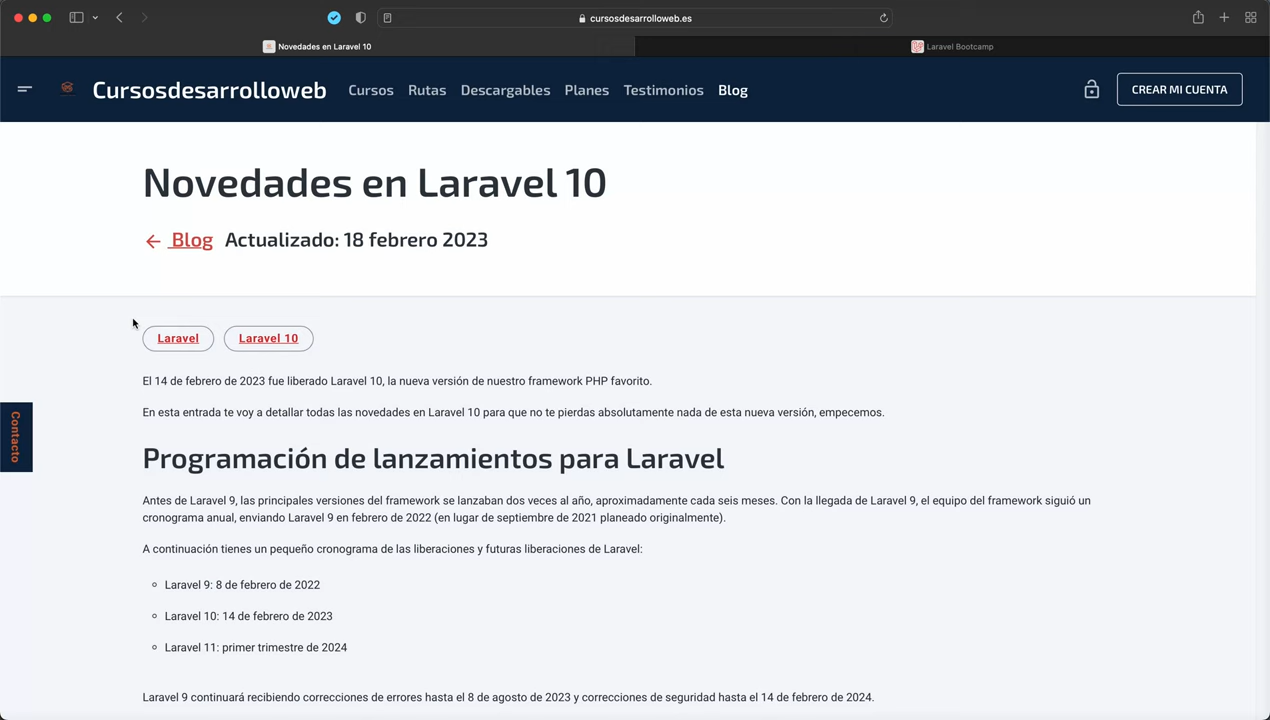 cursosdesarrolloweb.es
Novedades en Laravel 10
Laravel Bootcamp
Cursosdesarrolloweb
Cursos
Rutas
Descargables
Planes
Testimonios
Blog
CREAR MI CUENTA
Novedades en Laravel 10
← Blog Actualizado: 18 febrero 2023
Laravel
Laravel 10
El 14 de febrero de 2023 fue liberado Laravel 10, la nueva versión de nuestro framework PHP favorito.
En esta entrada te voy a detallar todas las novedades en Laravel 10 para que no te pierdas absolutamente nada de esta nueva versión, empecemos.
Contacto
Programación de lanzamientos para Laravel
Antes de Laravel 9, las principales versiones del framework se lanzaban dos veces al año, aproximadamente cada seis meses. Con la llegada de Laravel 9, el equipo del framework siguió un
cronograma anual, enviando Laravel 9 en febrero de 2022 (en lugar de septiembre de 2021 planeado originalmente).
A continuación tienes un pequeño cronograma de las liberaciones y futuras liberaciones de Laravel:
Laravel 9: 8 de febrero de 2022
Laravel 10: 14 de febrero de 2023
Laravel 11: primer trimestre de 2024
Laravel 9 continuará recibiendo correcciones de errores hasta el 8 de agosto de 2023 y correcciones de seguridad hasta el 14 de febrero de 2024.